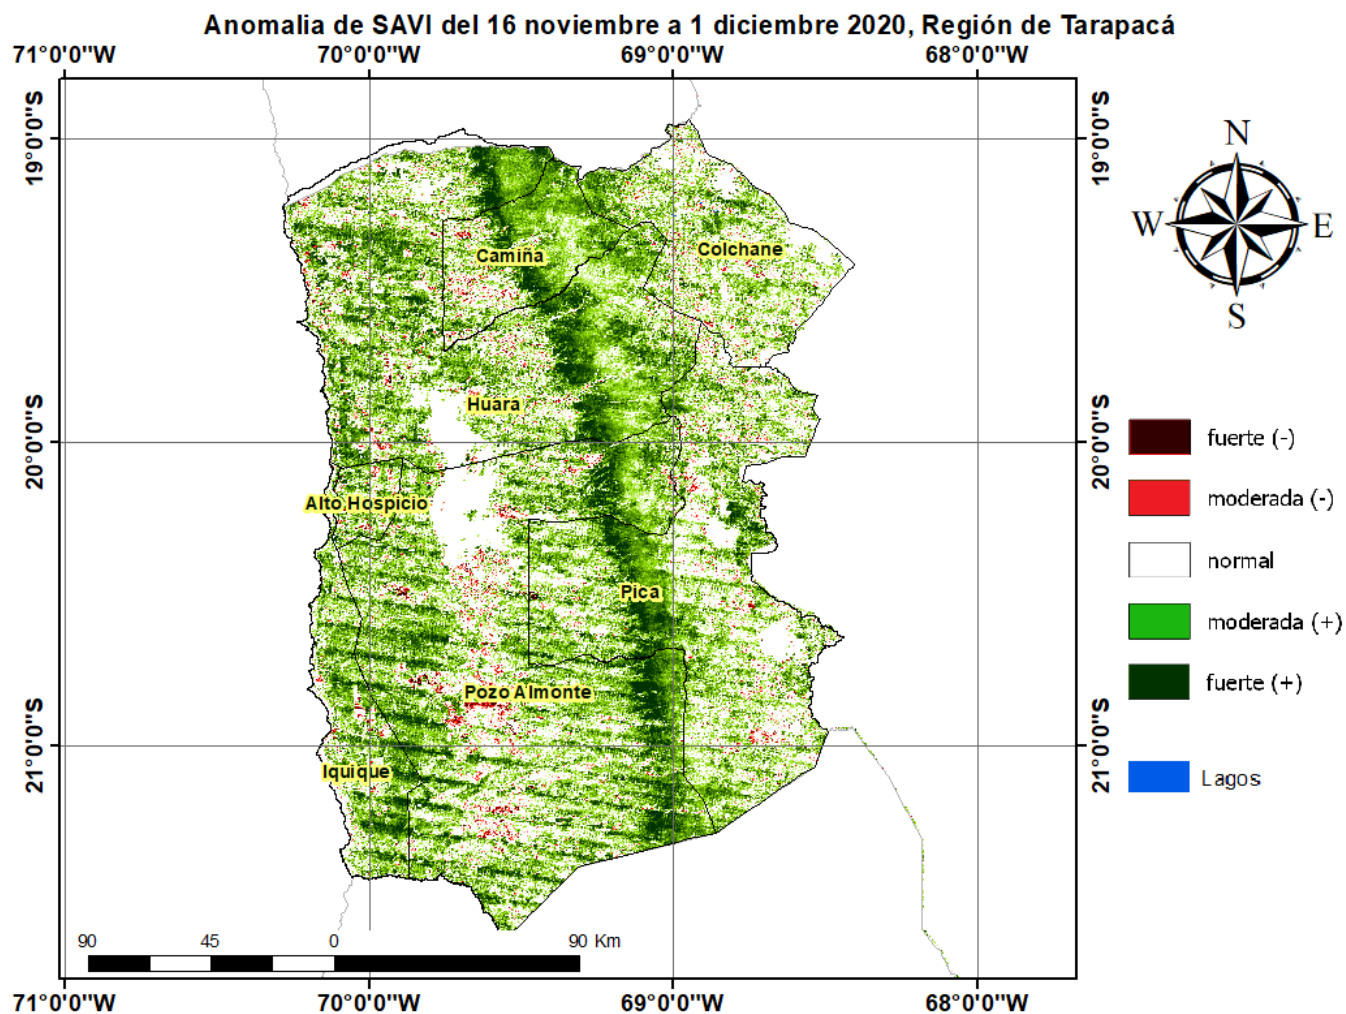 Anomalia de SAVI del 16 noviembre a 1 diciembre 2020, Región de Tarapacá
71°0'0"W 70°0'0"W 69°0'0"W 68°0'0"W
19°0'0"S 19°0'0"S
N
W E
S
Camiña
Colchane
Huara
20°0'0"S 20°0'0"S
fuerte (-)
moderada (-)
Alto Hospicio
normal
Pica
moderada (+)
fuerte (+)
Pozo Almonte
21°0'0"S 21°0'0"S
Iquique
Lagos
90 45 0 90 Km
71°0'0"W 70°0'0"W 69°0'0"W 68°0'0"W